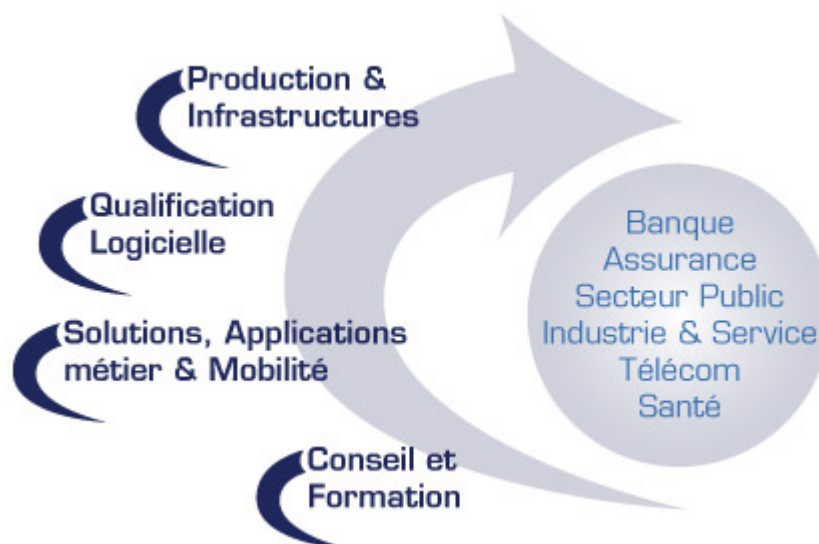 Production &
Infrastructures
Qualification
Logicielle
Solutions, Applications
métier & Mobilité
Conseil et
Formation
Banque
Assurance
Secteur Public
Industrie & Service
Télécom
Santé